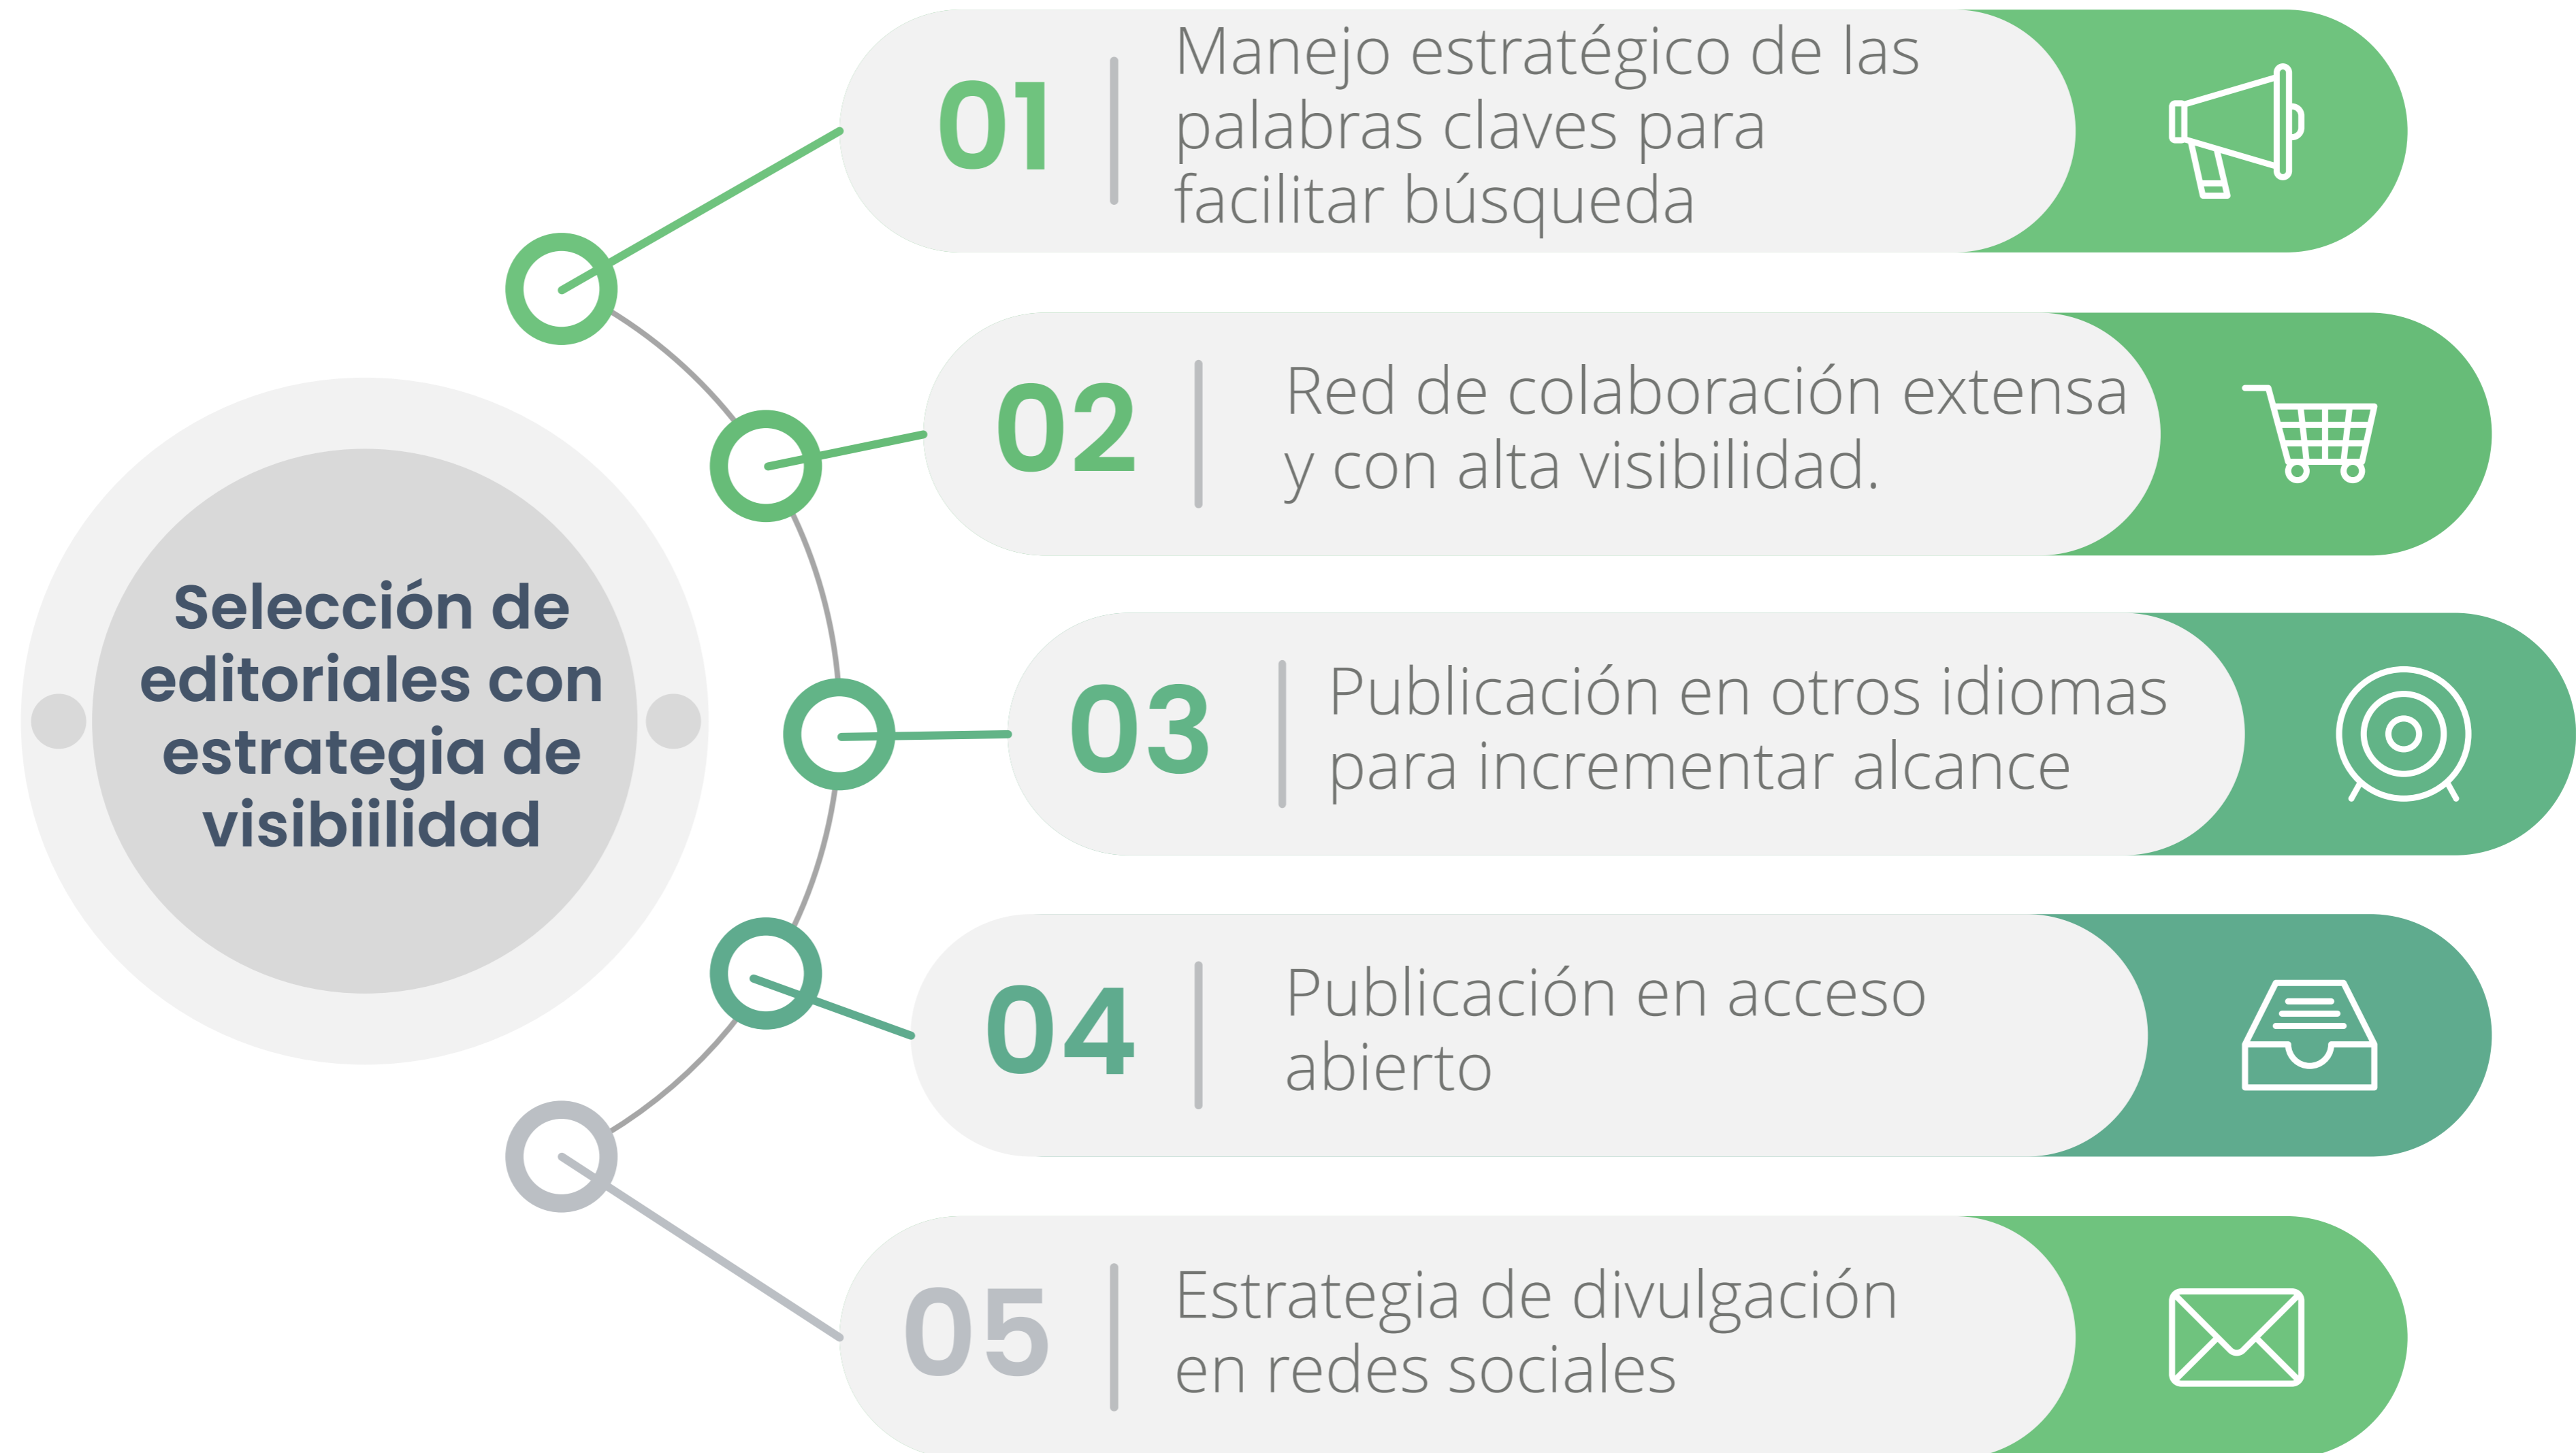 Selección de
editoriales con
estrategia de
visibiilidad
01
Manejo estratégico de las
palabras claves para
facilitar búsqueda
02
Red de colaboración extensa
y con alta visibilidad.
03
Publicación en otros idiomas
para incrementar alcance
04
Publicación en acceso
abierto
05
Estrategia de divulgación
en redes sociales